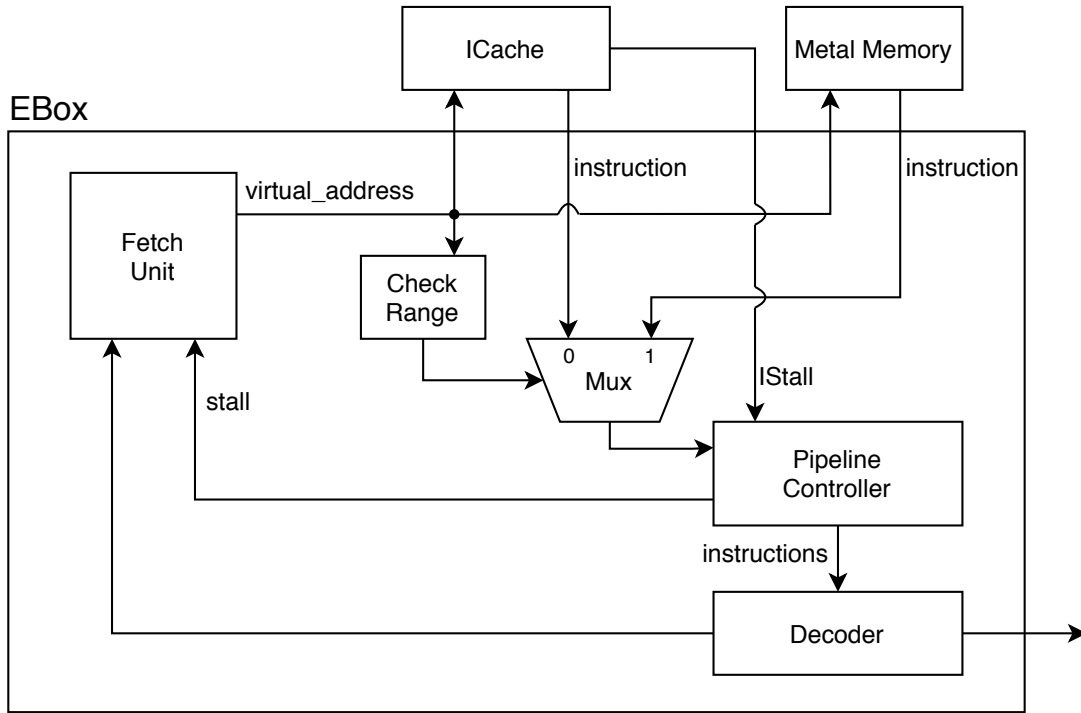 ICache
Metal Memory
EBox
instruction
instruction
virtual_address
Fetch
Unit
Check
Range
0
1
Mux
IStall
stall
Pipeline
Controller
instructions
Decoder